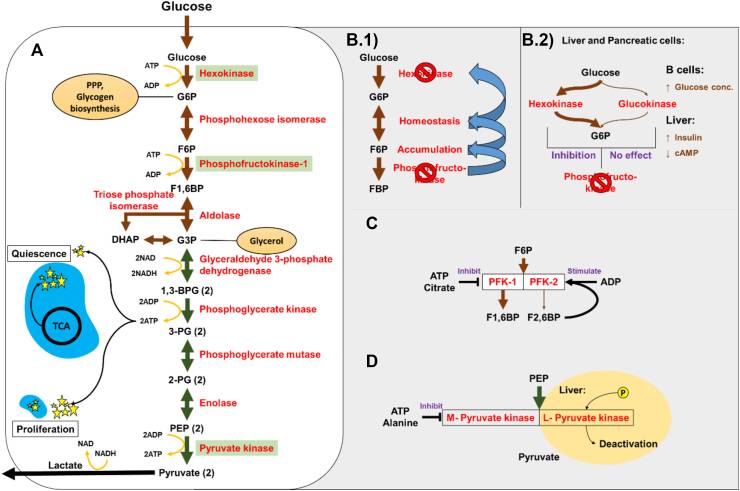 Glucose
A
Glucose
ATP
ADP
Hexokinase
PPP,
Glycogen
biosynthesis
G6P
Phosphohexose isomerase
F6P
ATP
ADP
Phosphofructokinase-1
F1,6BP
Triose phosphate
isomerase
Aldolase
DHAP
G3P
Glycerol
2NAD
2NADH
Glyceraldehyde 3-phosphate
dehydrogenase
Quiescence
TCA
1,3-BPG (2)
2ADP
2ATP
Phosphoglycerate kinase
3-PG (2)
Phosphoglycerate mutase
2-PG (2)
Enolase
Proliferation
PEP (2)
2ADP
2ATP
Pyruvate kinase
NAD
NADH
Lactate
Pyruvate (2)
B.1)
Glucose
Hexokinase
G6P
Homeostasis
F6P
Accumulation
Phosphofructo-
kinase
FBP
B.2)
Liver and Pancreatic cells:
Glucose
Hexokinase
Glucokinase
G6P
Inhibition
No effect
Phosphofructo-
kinase
B cells:
↑ Glucose conc.
Liver:
↑ Insulin
↓ cAMP
C
F6P
ATP
Citrate
Inhibit
PFK-1
PFK-2
Stimulate
ADP
F1,6BP
F2,6BP
D
PEP
Liver:
P
ATP
Alanine
Inhibit
M- Pyruvate kinase
L- Pyruvate kinase
Deactivation
Pyruvate